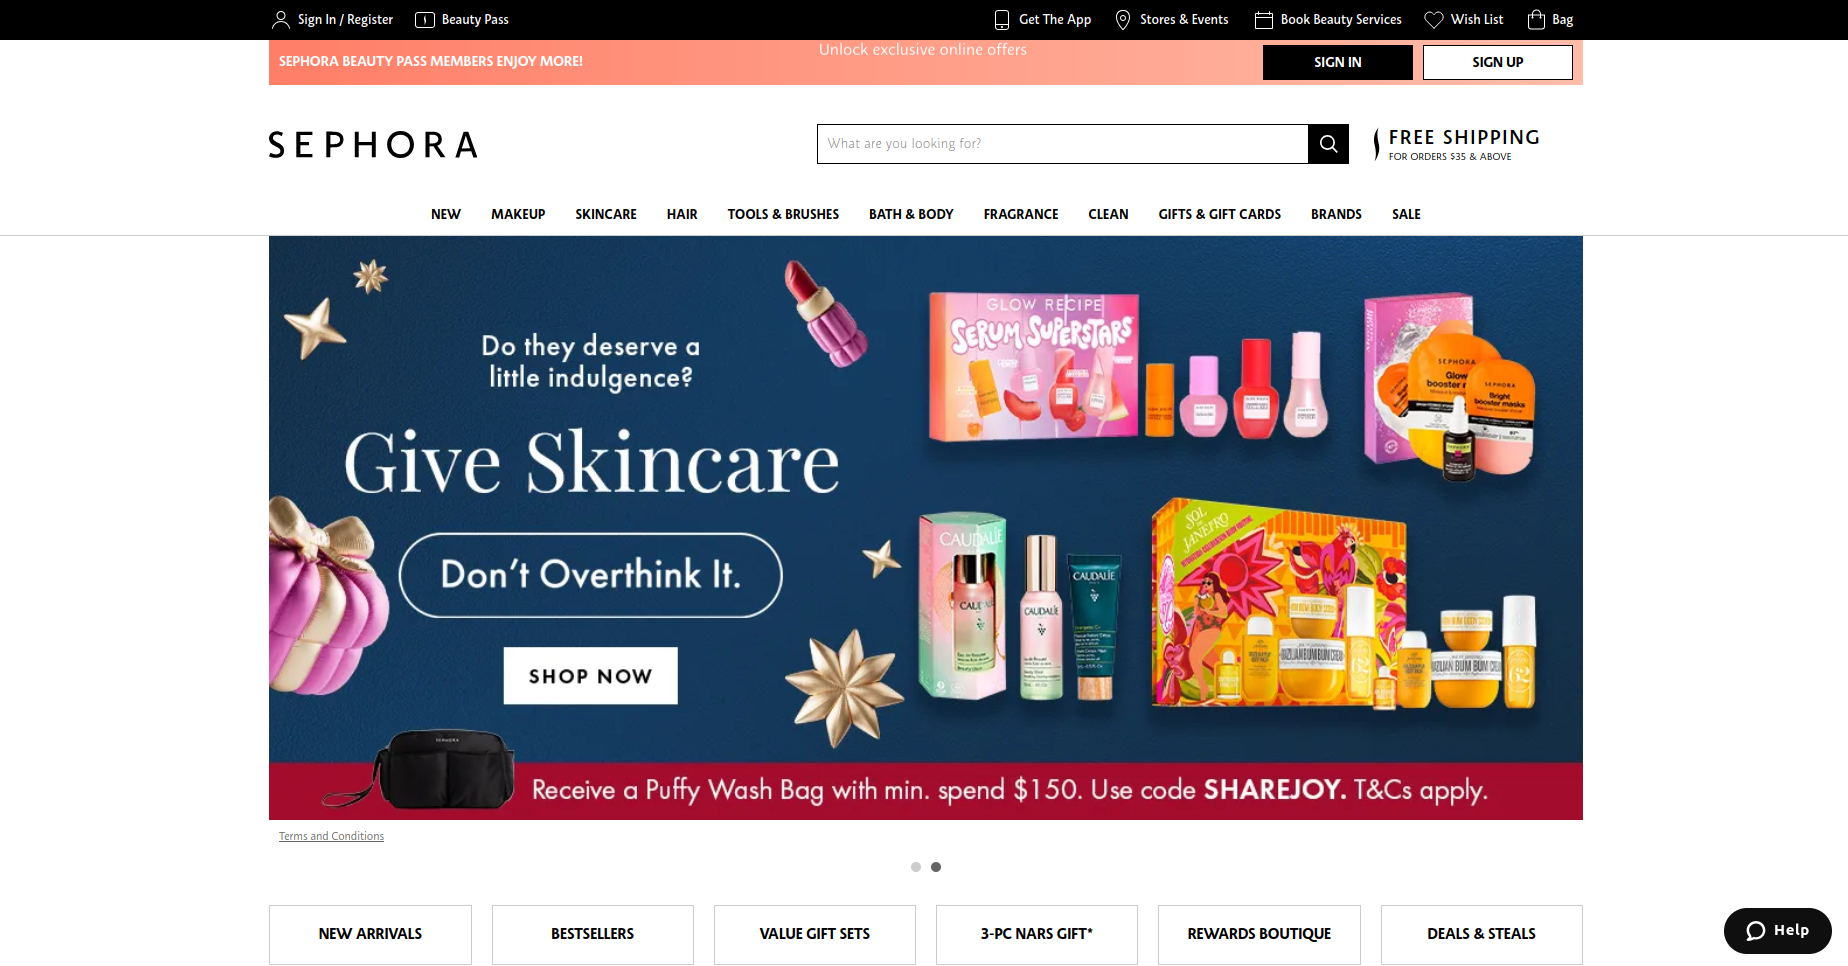 Sign In / Register
Beauty Pass
Get The App
Stores & Events
Book Beauty Services
Wish List
Bag
SEPHORA BEAUTY PASS MEMBERS ENJOY MORE!
Unlock exclusive online offers
SIGN IN
SIGN UP
SEPHORA
What are you looking for?
FREE SHIPPING
FOR ORDERS $35 & ABOVE
NEW
MAKEUP
SKINCARE
HAIR
TOOLS & BRUSHES
BATH & BODY
FRAGRANCE
CLEAN
GIFTS & GIFT CARDS
BRANDS
SALE
Do they deserve a
little indulgence?
Give Skincare
Don't Overthink It.
SHOP NOW
GLOW RECIPE
SERUM SUPERSTARS
SEPHORA
Glow
booster
SEPHORA
Bright
booster masks
CAUDALIE
CAUDALIE
CAUDALIE
SOL
DE
JANEIRO
BRAZILIAN BUM BUM CREAM
62
SEPHORA
Receive a Puffy Wash Bag with min. spend $150. Use code SHAREJOY. T&Cs apply.
Terms and Conditions
NEW ARRIVALS
BESTSELLERS
VALUE GIFT SETS
3-PC NARS GIFT*
REWARDS BOUTIQUE
DEALS & STEALS
Help